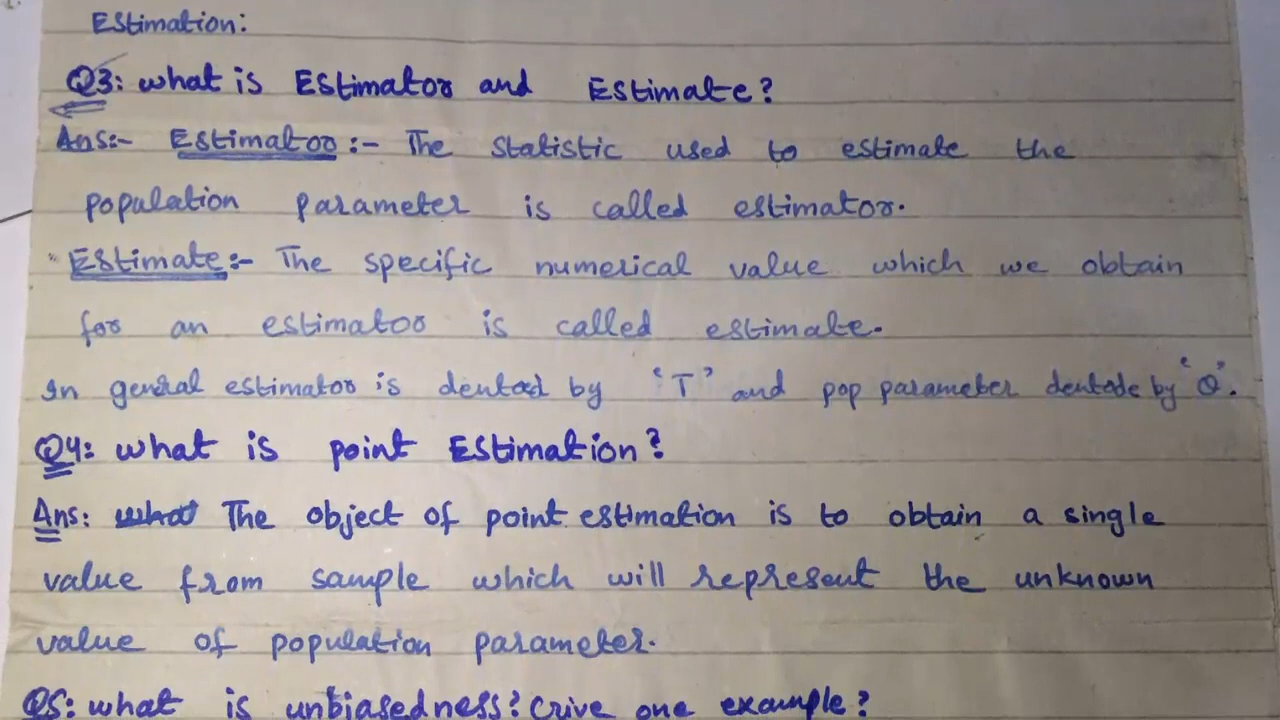 Estimation:
Q3: what is Estimator and Estimate?
Ans:- Estimator :- The statistic used to estimate the
population parameter is called estimator.
Estimate:- The specific numerical value which we obtain
for an estimator is called estimate.
In genral estimator is dented by 'T' and pop parameter dentode by 'O'.
Q4: what is point Estimation?
Ans: what The object of point estimation is to obtain a single
value from sample which will represent the unknown
value of population parameter.
Q5: what is unbiasedness? Give one example?